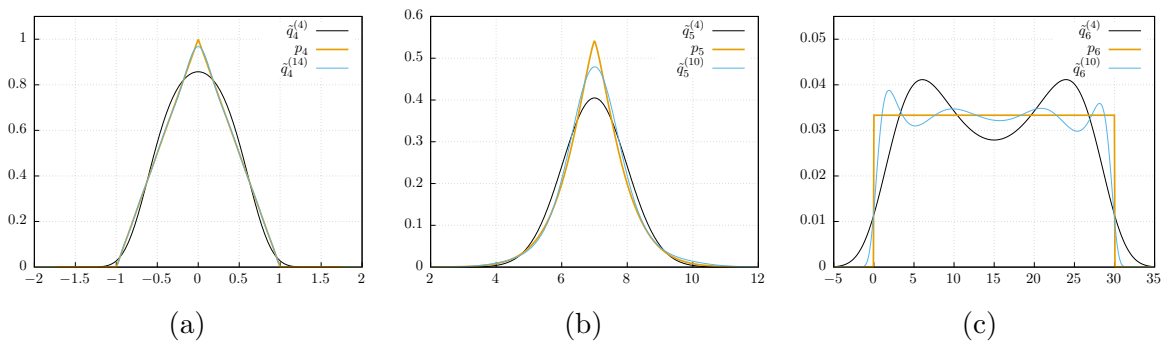 1
0.8
0.6
0.4
0.2
0
−2 −1.5 −1 −0.5 0 0.5 1 1.5 2
q̃₄⁽⁴⁾
p₄
q̃₄⁽¹⁴⁾
(a)
0.6
0.5
0.4
0.3
0.2
0.1
0
2 4 6 8 10 12
q̃₅⁽⁴⁾
p₅
q̃₅⁽¹⁰⁾
(b)
0.05
0.04
0.03
0.02
0.01
0
−5 0 5 10 15 20 25 30 35
q̃₆⁽⁴⁾
p₆
q̃₆⁽¹⁰⁾
(c)